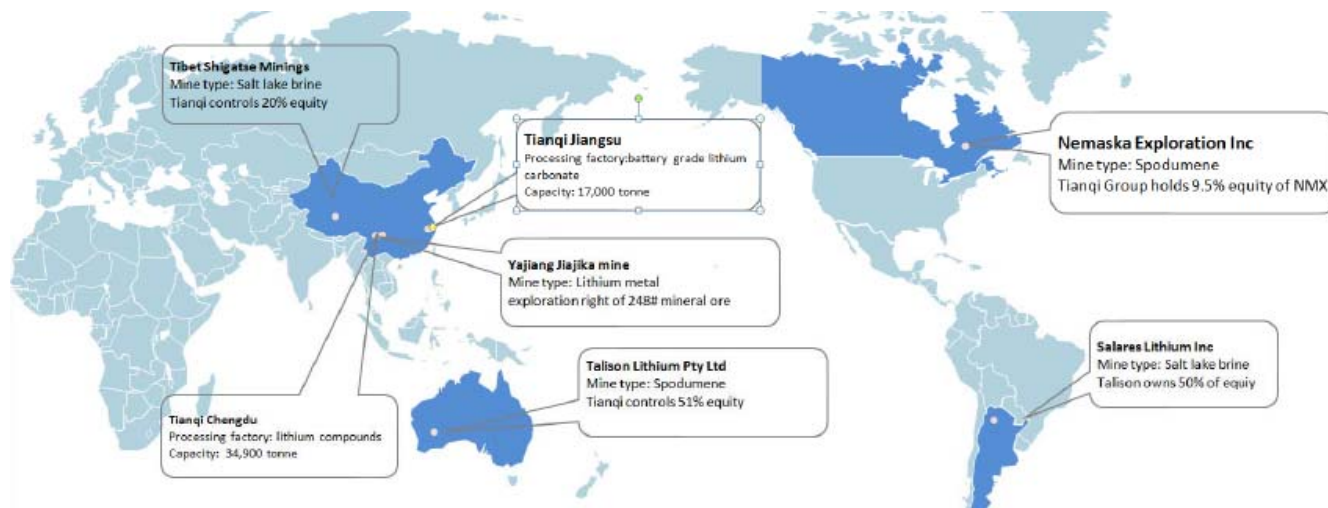 Tibet Shigatse Minings
Mine type: Salt lake brine
Tianqi controls 20% equity
Tianqi Jiangsu
Processing factory:battery grade lithium
carbonate
Capacity: 17,000 tonne
Nemaska Exploration Inc
Mine type: Spodumene
Tianqi Group holds 9.5% equity of NMX
Yajiang Jiajika mine
Mine type: Lithium metal
exploration right of 248# mineral ore
Talison Lithium Pty Ltd
Mine type: Spodumene
Tianqi controls 51% equity
Salares Lithium Inc
Mine type: Salt lake brine
Talison owns 50% of equiy
Tianqi Chengdu
Processing factory: lithium compounds
Capacity: 34,900 tonne